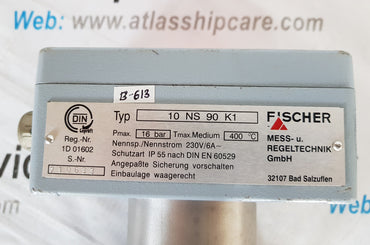 e: www.atlasshipcare.com
DIN
geprüft
Reg.-Nr.
1D 01602
S.-Nr.
B-613
Typ 10 NS 90 K1
Pmax. 16 bar Tmax.Medium 400 °C
Nennsp./Nennstrom 230V/6A~
Schutzart IP 55 nach DIN EN 60529
Angepaßte Sicherung vorschalten
Einbaulage waagerecht
FISCHER
MESS- u.
REGELTECHNIK
GmbH
32107 Bad Salzuflen